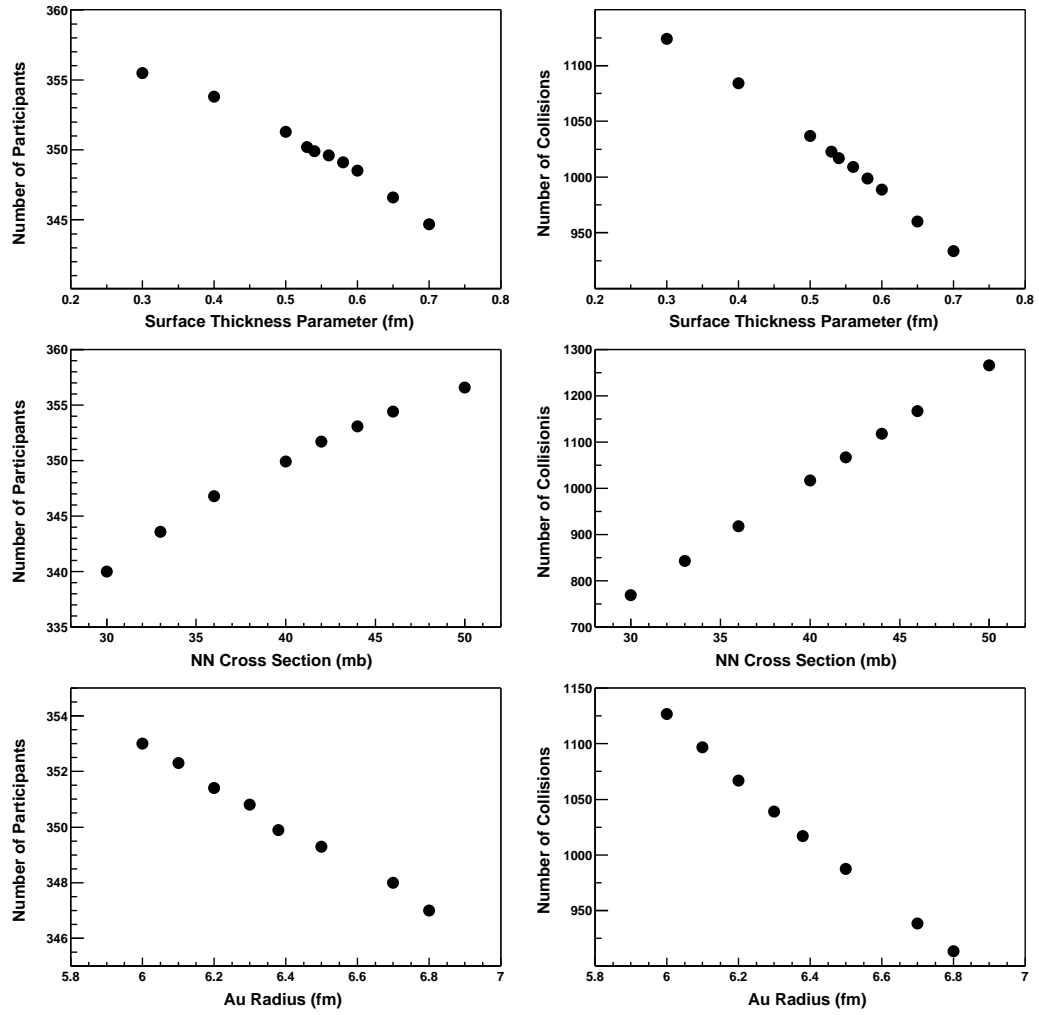 360
355
350
345
0.2 0.3 0.4 0.5 0.6 0.7 0.8
Surface Thickness Parameter (fm)
Number of Participants
1100
1050
1000
950
0.2 0.3 0.4 0.5 0.6 0.7 0.8
Surface Thickness Parameter (fm)
Number of Collisions
360
355
350
345
340
335
30 35 40 45 50
NN Cross Section (mb)
Number of Participants
1300
1200
1100
1000
900
800
700
30 35 40 45 50
NN Cross Section (mb)
Number of Collisionis
354
352
350
348
346
5.8 6 6.2 6.4 6.6 6.8 7
Au Radius (fm)
Number of Participants
1150
1100
1050
1000
950
5.8 6 6.2 6.4 6.6 6.8 7
Au Radius (fm)
Number of Collisions